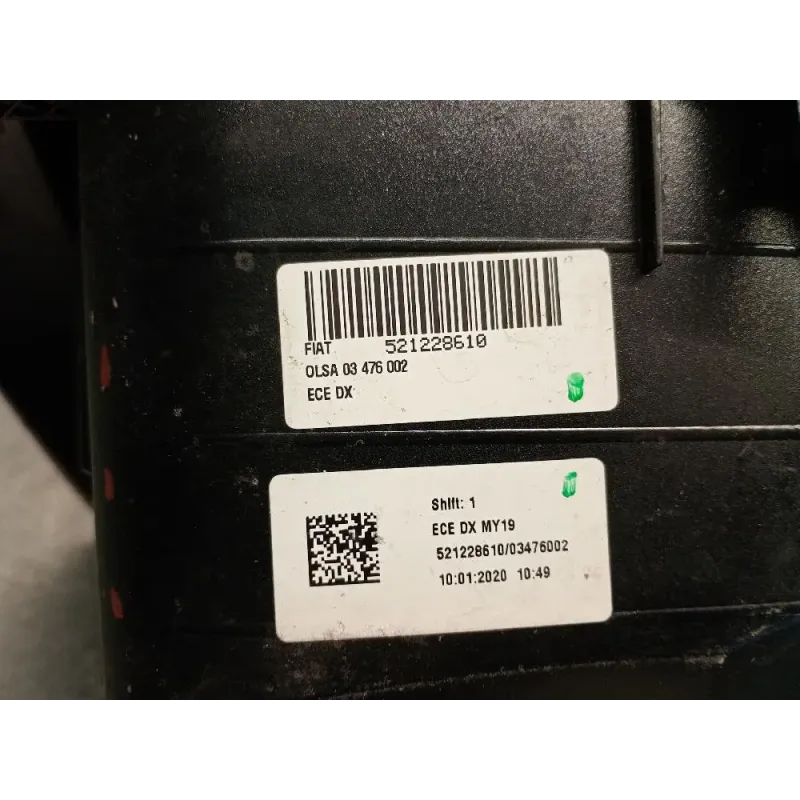 FIAT 521228610
OLSA 03 476 002
ECE DX
Shift: 1
ECE DX MY19
521228610/03476002
10:01:2020 10:49